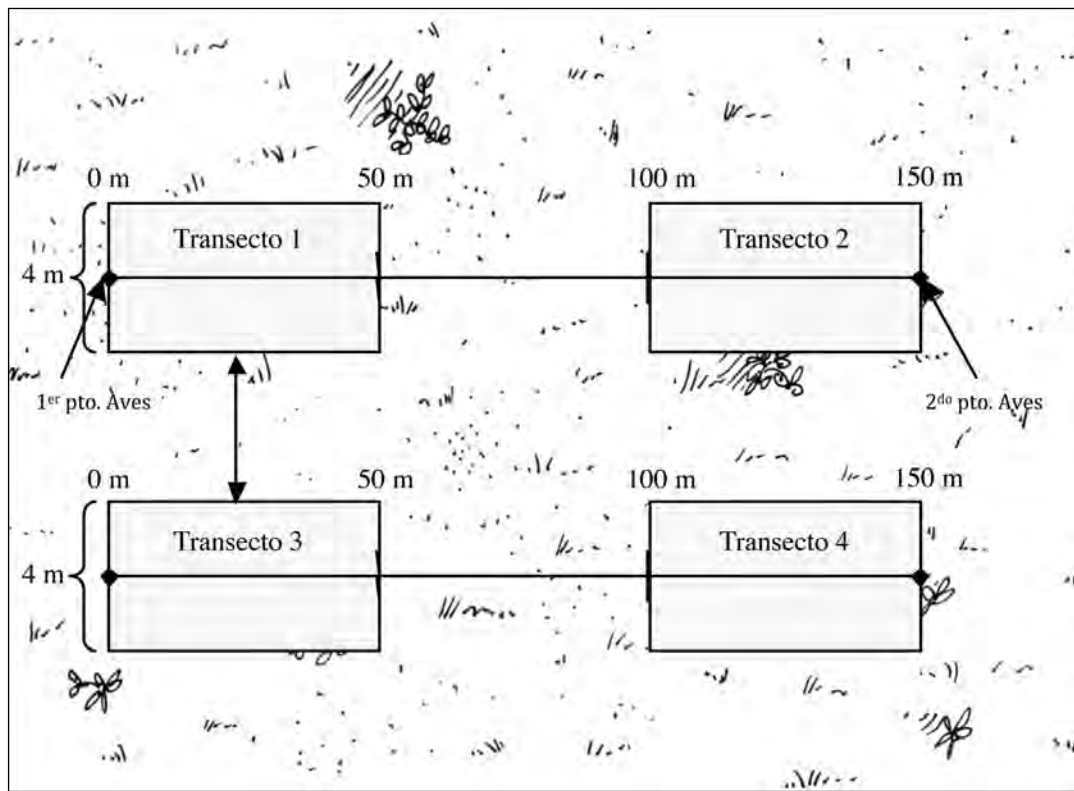 0 m 50 m 100 m 150 m
Transecto 1 Transecto 2
4 m
1er pto. Aves 2do pto. Aves
0 m 50 m 100 m 150 m
Transecto 3 Transecto 4
4 m